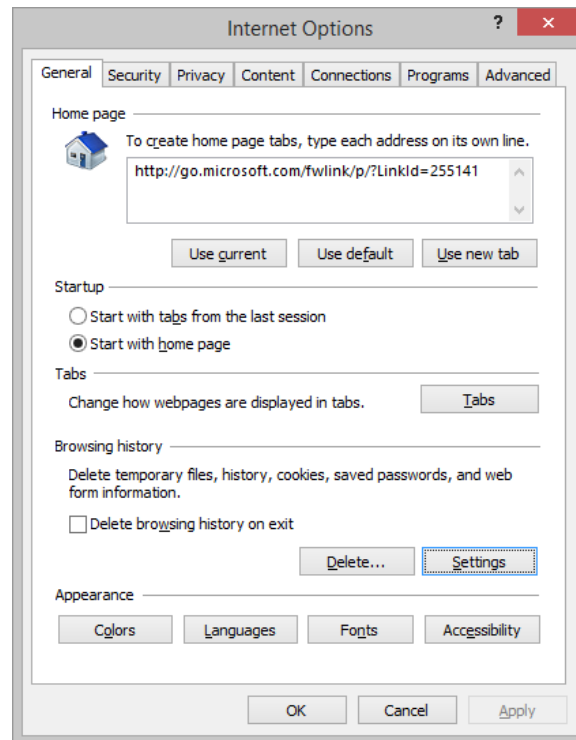 Internet Options
?
General Security Privacy Content Connections Programs Advanced
Home page
To create home page tabs, type each address on its own line.
http://go.microsoft.com/fwlink/p/?LinkId=255141
Use current Use default Use new tab
Startup
Start with tabs from the last session
Start with home page
Tabs
Change how webpages are displayed in tabs. Tabs
Browsing history
Delete temporary files, history, cookies, saved passwords, and web
form information.
Delete browsing history on exit
Delete... Settings
Appearance
Colors Languages Fonts Accessibility
OK Cancel Apply